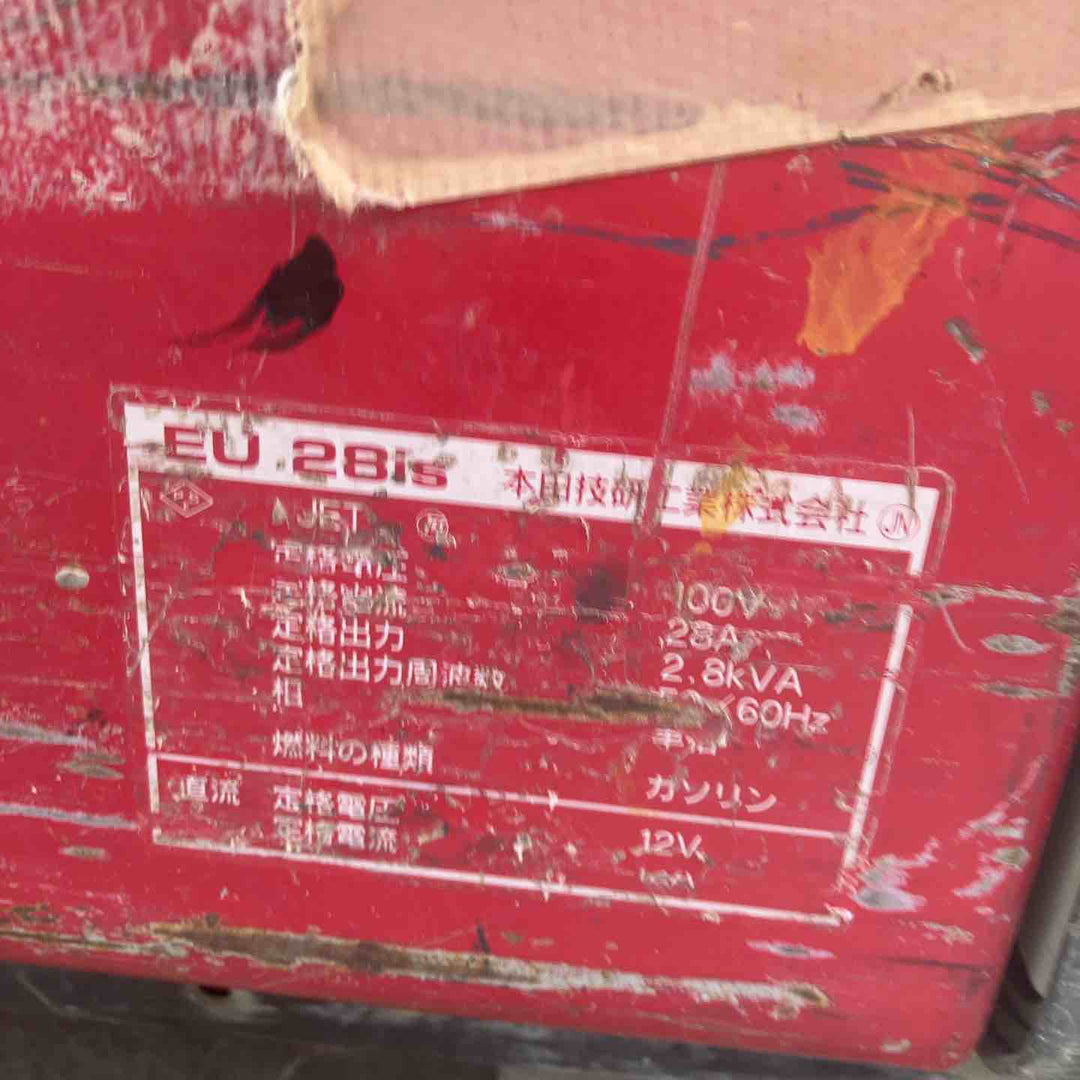 EU 28is 本田技研工業株式会社 JN
JET
定格電圧 100V
定格電流 28A
定格出力 2.8kVA
定格出力周波数 /60Hz
相 単相
燃料の種類 ガソリン
直流 定格電圧 12V
定格電流